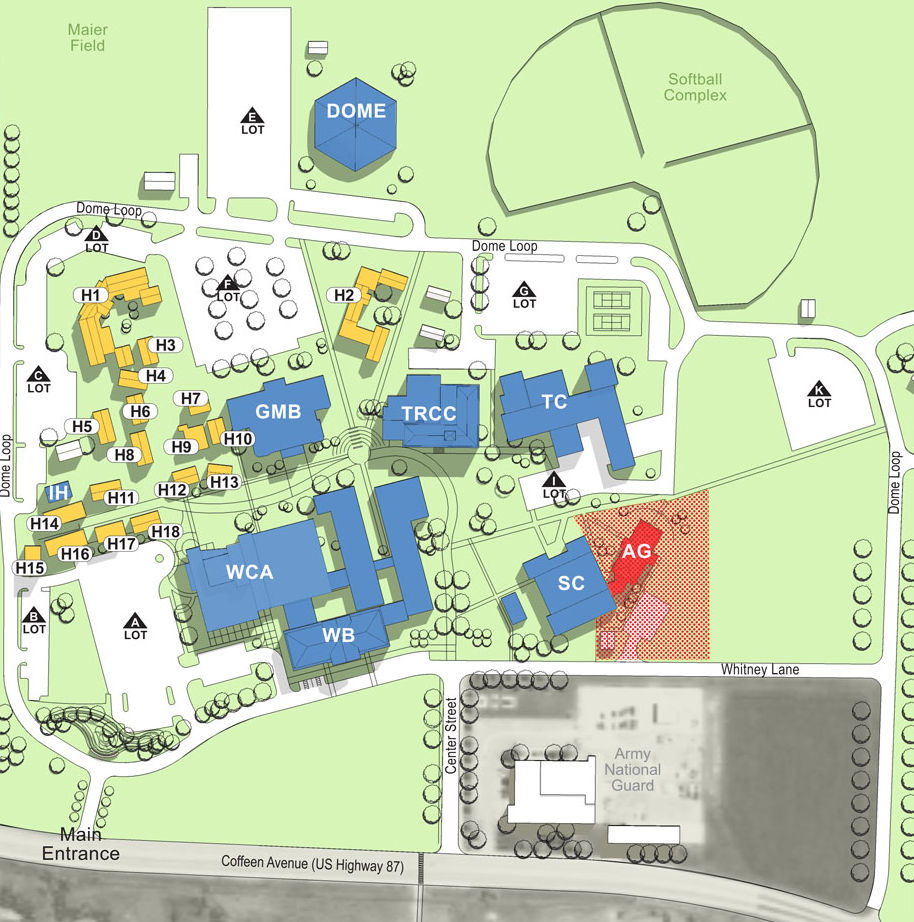 Maier
Field
Softball
Complex
DOME
E
LOT
Dome Loop
D
LOT
Dome Loop
F
LOT
H1
H2
G
LOT
H3
H4
C
LOT
K
LOT
H7
H6
GMB
TRCC
TC
H5
H10
H9
H8
Dome Loop
Dome Loop
H13
H12
I
LOT
IH
H11
H14
H18
H17
H16
H15
WCA
AG
SC
B
LOT
A
LOT
WB
Whitney Lane
Center Street
Army
National
Guard
Main
Entrance
Coffeen Avenue (US Highway 87)